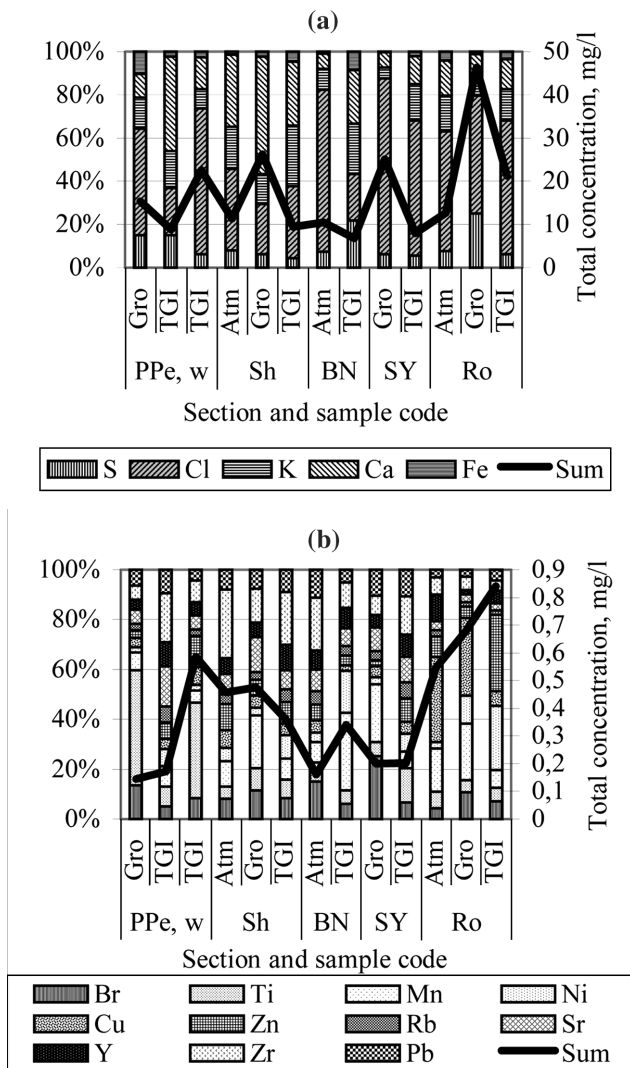 (a)
100%
80%
60%
40%
20%
0%
50
40
30
20
10
0
Total concentration, mg/l
Gro TGI TGI Atm Gro TGI Atm TGI Gro TGI Atm Gro TGI
PPe, w Sh BN SY Ro
Section and sample code
S Cl K Ca Fe Sum
(b)
100%
80%
60%
40%
20%
0%
0,9
0,8
0,7
0,6
0,5
0,4
0,3
0,2
0,1
0
Total concentration, mg/l
Gro TGI TGI Atm Gro TGI Atm TGI Gro TGI Atm Gro TGI
PPe, w Sh BN SY Ro
Section and sample code
Br Ti Mn Ni
Cu Zn Rb Sr
Y Zr Pb Sum